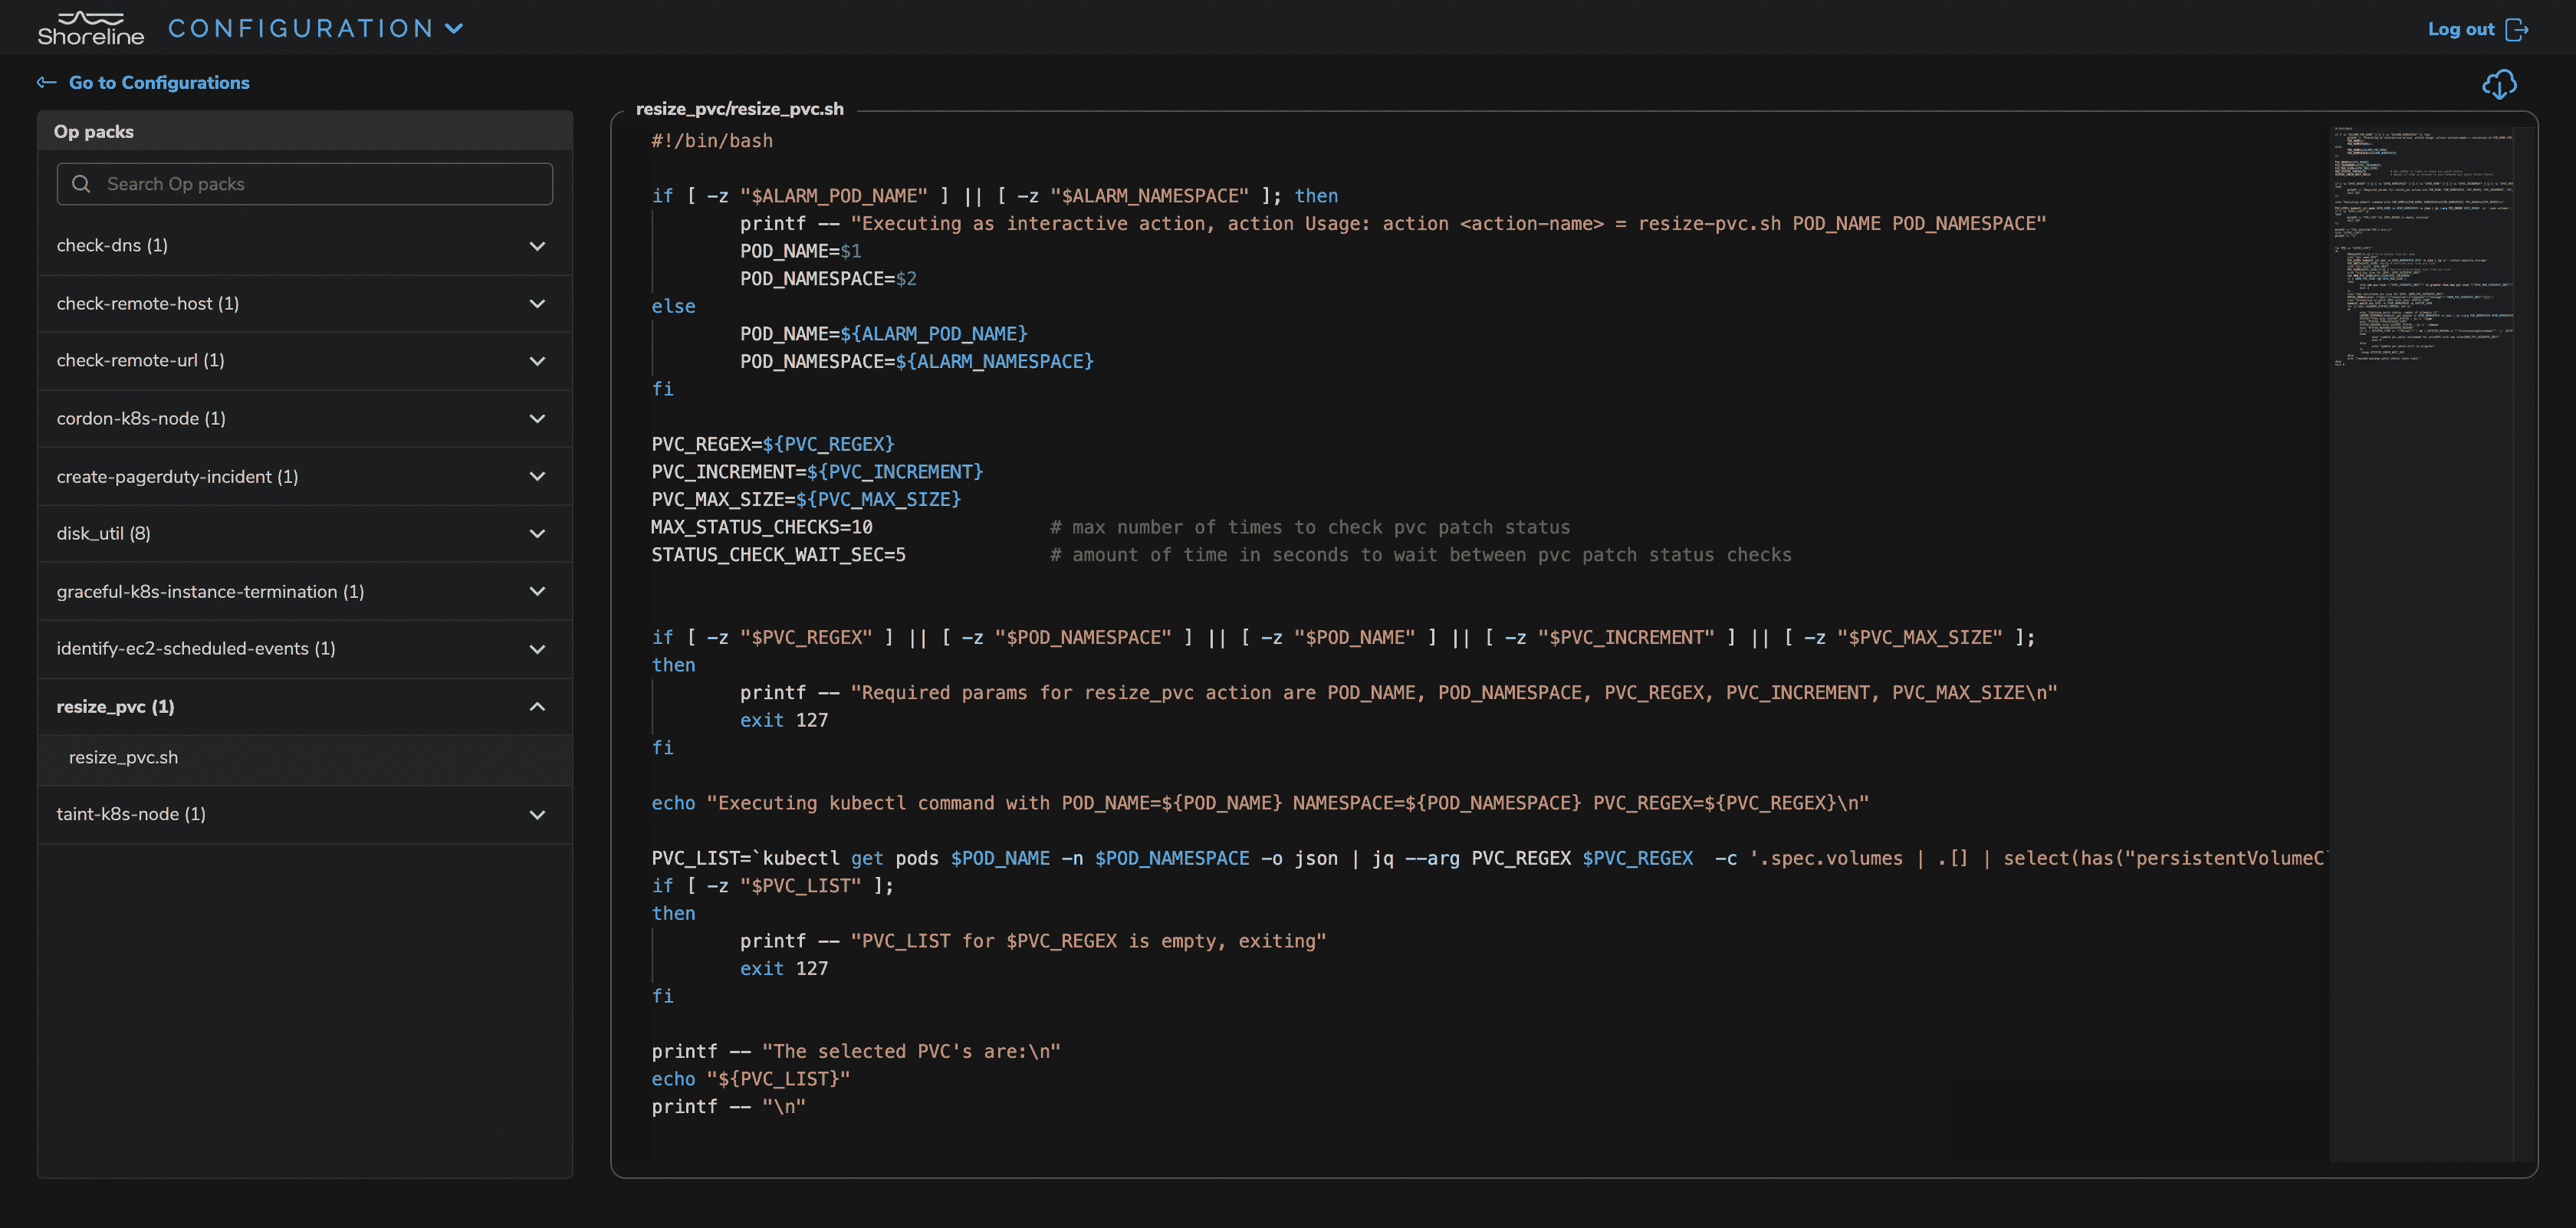 Shoreline
CONFIGURATION
Log out
Go to Configurations
Op packs
Search Op packs
check-dns (1)
check-remote-host (1)
check-remote-url (1)
cordon-k8s-node (1)
create-pagerduty-incident (1)
disk_util (8)
graceful-k8s-instance-termination (1)
identify-ec2-scheduled-events (1)
resize_pvc (1)
resize_pvc.sh
taint-k8s-node (1)
resize_pvc/resize_pvc.sh
#!/bin/bash
if [ -z "$ALARM_POD_NAME" ] || [ -z "$ALARM_NAMESPACE" ]; then
printf -- "Executing as interactive action, action Usage: action <action-name> = resize-pvc.sh POD_NAME POD_NAMESPACE"
POD_NAME=$1
POD_NAMESPACE=$2
else
POD_NAME=${ALARM_POD_NAME}
POD_NAMESPACE=${ALARM_NAMESPACE}
fi
PVC_REGEX=${PVC_REGEX}
PVC_INCREMENT=${PVC_INCREMENT}
PVC_MAX_SIZE=${PVC_MAX_SIZE}
MAX_STATUS_CHECKS=10 # max number of times to check pvc patch status
STATUS_CHECK_WAIT_SEC=5 # amount of time in seconds to wait between pvc patch status checks
if [ -z "$PVC_REGEX" ] || [ -z "$POD_NAMESPACE" ] || [ -z "$POD_NAME" ] || [ -z "$PVC_INCREMENT" ] || [ -z "$PVC_MAX_SIZE" ];
then
printf -- "Required params for resize_pvc action are POD_NAME, POD_NAMESPACE, PVC_REGEX, PVC_INCREMENT, PVC_MAX_SIZE\n"
exit 127
fi
echo "Executing kubectl command with POD_NAME=${POD_NAME} NAMESPACE=${POD_NAMESPACE} PVC_REGEX=${PVC_REGEX}\n"
PVC_LIST=`kubectl get pods $POD_NAME -n $POD_NAMESPACE -o json | jq --arg PVC_REGEX $PVC_REGEX -c '.spec.volumes | .[] | select(has("persistentVolumeC
if [ -z "$PVC_LIST" ];
then
printf -- "PVC_LIST for $PVC_REGEX is empty, exiting"
exit 127
fi
printf -- "The selected PVC's are:\n"
echo "${PVC_LIST}"
printf -- "\n"